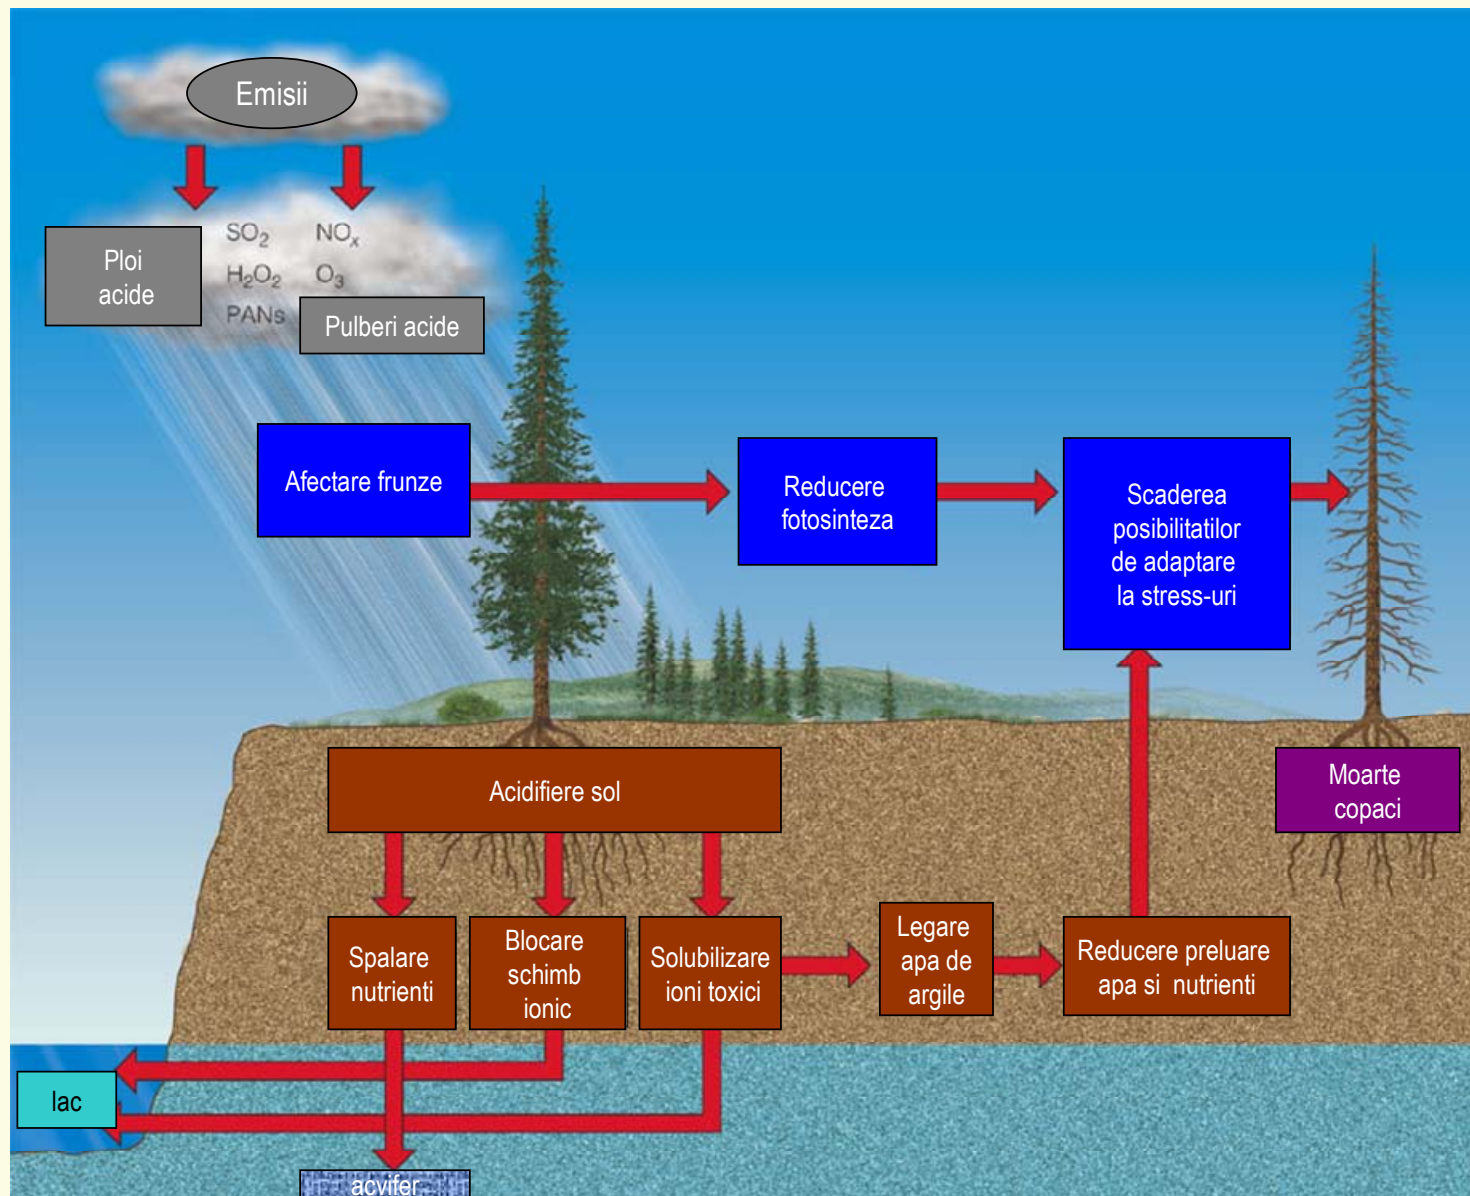 Emisii
SO₂ NOₓ
H₂O₂ O₃
PANs
Ploi
acide
Pulberi acide
Afectare frunze
Reducere
fotosinteza
Scaderea
posibilitatilor
de adaptare
la stress-uri
Acidifiere sol
Moarte
copaci
Spalare
nutrienti
Blocare
schimb
ionic
Solubilizare
ioni toxici
Legare
apa de
argile
Reducere preluare
apa si nutrienti
lac
acvifer